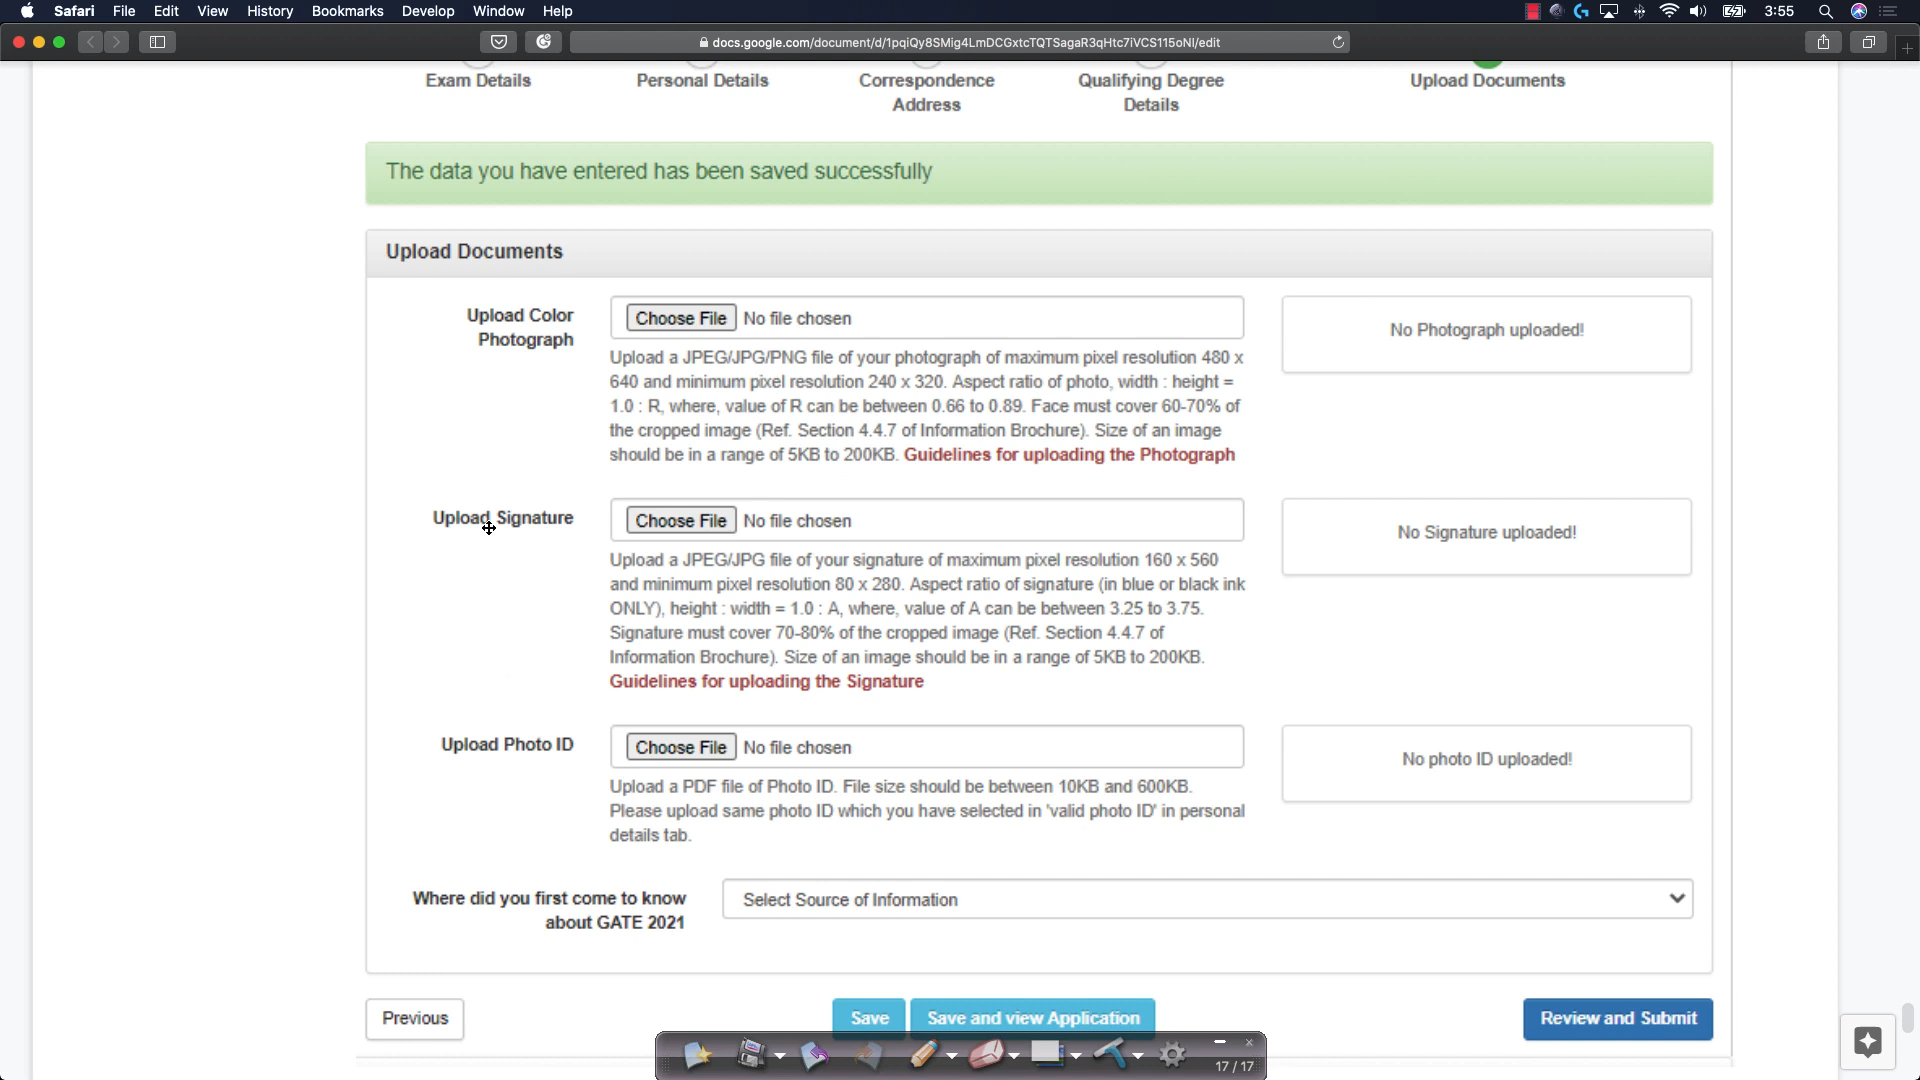 Safari File Edit View History Bookmarks Develop Window Help 3:55
docs.google.com/document/d/1pqiQy8SMig4LmDCGxtcTQTSagaR3qHtc7iVCS115oNI/edit
Exam Details
Personal Details
Correspondence
Address
Qualifying Degree
Details
Upload Documents
The data you have entered has been saved successfully
Upload Documents
Upload Color
Photograph
Choose File No file chosen
No Photograph uploaded!
Upload a JPEG/JPG/PNG file of your photograph of maximum pixel resolution 480 x
640 and minimum pixel resolution 240 x 320. Aspect ratio of photo, width : height =
1.0 : R, where, value of R can be between 0.66 to 0.89. Face must cover 60-70% of
the cropped image (Ref. Section 4.4.7 of Information Brochure). Size of an image
should be in a range of 5KB to 200KB. Guidelines for uploading the Photograph
Upload Signature
Choose File No file chosen
No Signature uploaded!
Upload a JPEG/JPG file of your signature of maximum pixel resolution 160 x 560
and minimum pixel resolution 80 x 280. Aspect ratio of signature (in blue or black ink
ONLY), height : width = 1.0 : A, where, value of A can be between 3.25 to 3.75.
Signature must cover 70-80% of the cropped image (Ref. Section 4.4.7 of
Information Brochure). Size of an image should be in a range of 5KB to 200KB.
Guidelines for uploading the Signature
Upload Photo ID
Choose File No file chosen
No photo ID uploaded!
Upload a PDF file of Photo ID. File size should be between 10KB and 600KB.
Please upload same photo ID which you have selected in 'valid photo ID' in personal
details tab.
Where did you first come to know
about GATE 2021
Select Source of Information
Previous
Save
Save and view Application
Review and Submit
17 / 17